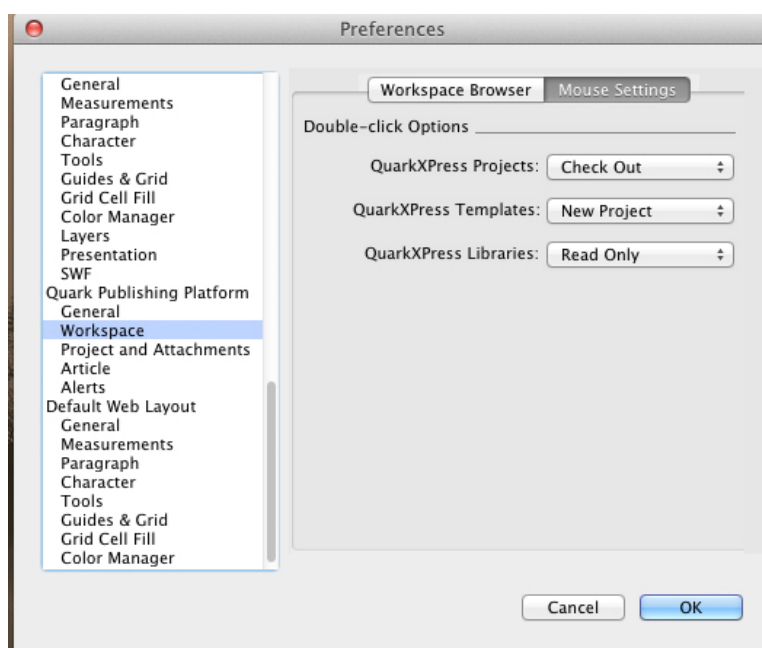 Preferences
General
Measurements
Paragraph
Character
Tools
Guides & Grid
Grid Cell Fill
Color Manager
Layers
Presentation
SWF
Quark Publishing Platform
General
Workspace
Project and Attachments
Article
Alerts
Default Web Layout
General
Measurements
Paragraph
Character
Tools
Guides & Grid
Grid Cell Fill
Color Manager
Workspace Browser Mouse Settings
Double-click Options
QuarkXPress Projects: Check Out
QuarkXPress Templates: New Project
QuarkXPress Libraries: Read Only
Cancel OK